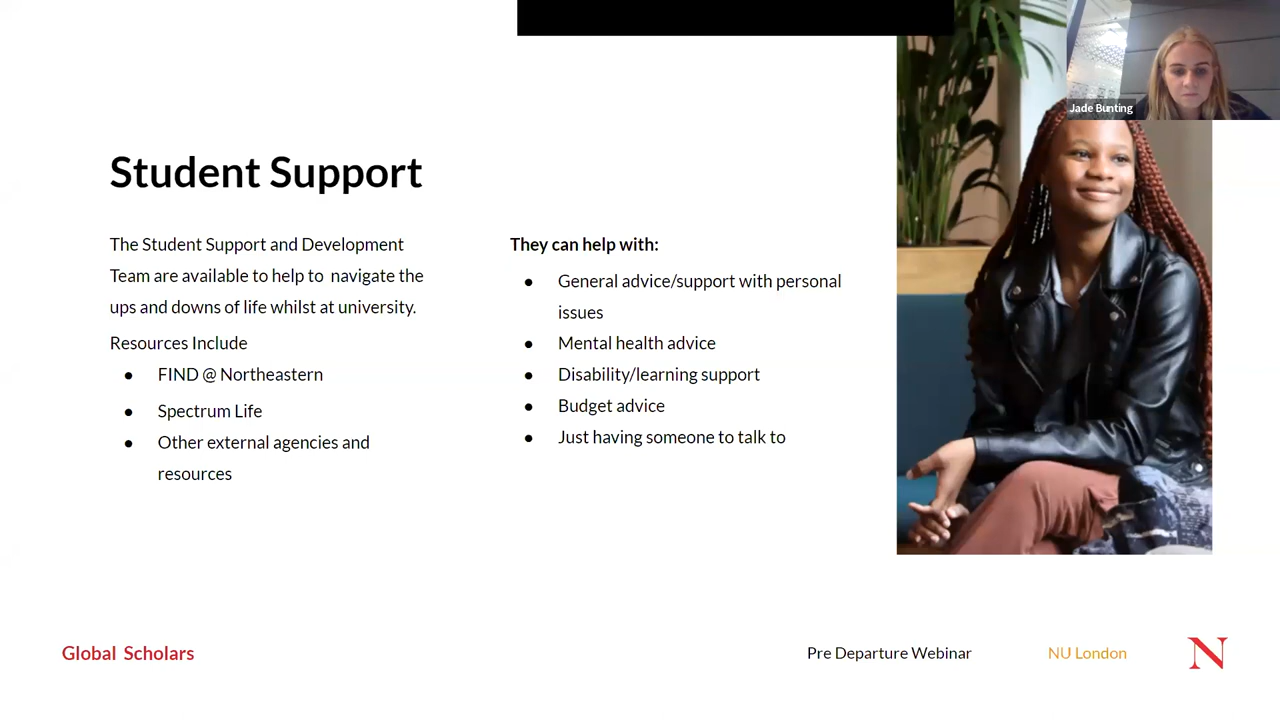 Jade Bunting
Student Support
The Student Support and Development
Team are available to help to navigate the
ups and downs of life whilst at university.
Resources Include
● FIND @ Northeastern
● Spectrum Life
● Other external agencies and
resources
They can help with:
● General advice/support with personal
issues
● Mental health advice
● Disability/learning support
● Budget advice
● Just having someone to talk to
Global Scholars
Pre Departure Webinar
NU London
N